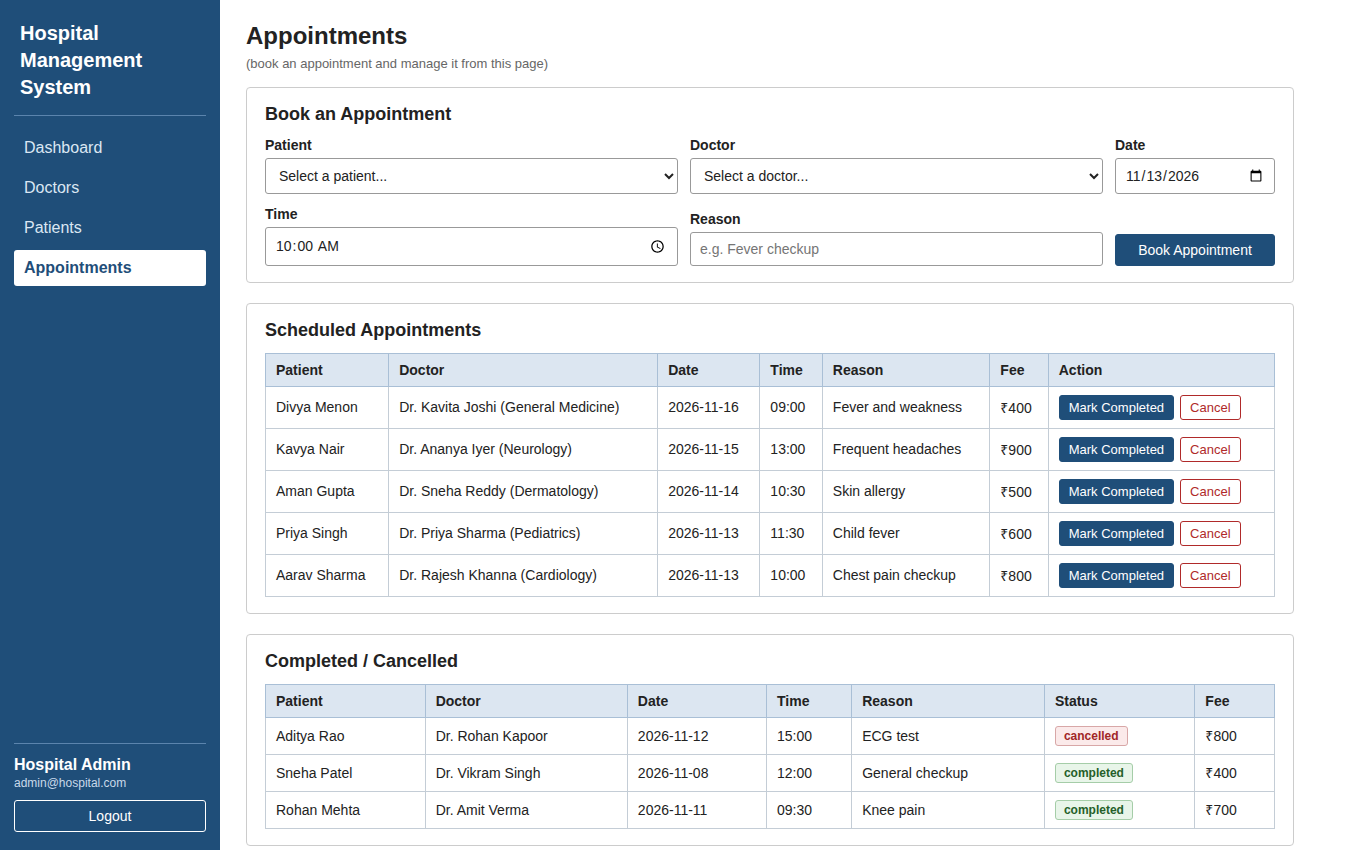 Hospital
Management
System
Dashboard
Doctors
Patients
Appointments
Hospital Admin
admin@hospital.com
Logout
Appointments
(book an appointment and manage it from this page)
Book an Appointment
Patient Doctor Date
Select a patient... Select a doctor... 11/13/2026
Time Reason
10:00 AM e.g. Fever checkup Book Appointment
Scheduled Appointments
Patient Doctor Date Time Reason Fee Action
Divya Menon Dr. Kavita Joshi (General Medicine) 2026-11-16 09:00 Fever and weakness ₹400 Mark Completed Cancel
Kavya Nair Dr. Ananya Iyer (Neurology) 2026-11-15 13:00 Frequent headaches ₹900 Mark Completed Cancel
Aman Gupta Dr. Sneha Reddy (Dermatology) 2026-11-14 10:30 Skin allergy ₹500 Mark Completed Cancel
Priya Singh Dr. Priya Sharma (Pediatrics) 2026-11-13 11:30 Child fever ₹600 Mark Completed Cancel
Aarav Sharma Dr. Rajesh Khanna (Cardiology) 2026-11-13 10:00 Chest pain checkup ₹800 Mark Completed Cancel
Completed / Cancelled
Patient Doctor Date Time Reason Status Fee
Aditya Rao Dr. Rohan Kapoor 2026-11-12 15:00 ECG test cancelled ₹800
Sneha Patel Dr. Vikram Singh 2026-11-08 12:00 General checkup completed ₹400
Rohan Mehta Dr. Amit Verma 2026-11-11 09:30 Knee pain completed ₹700